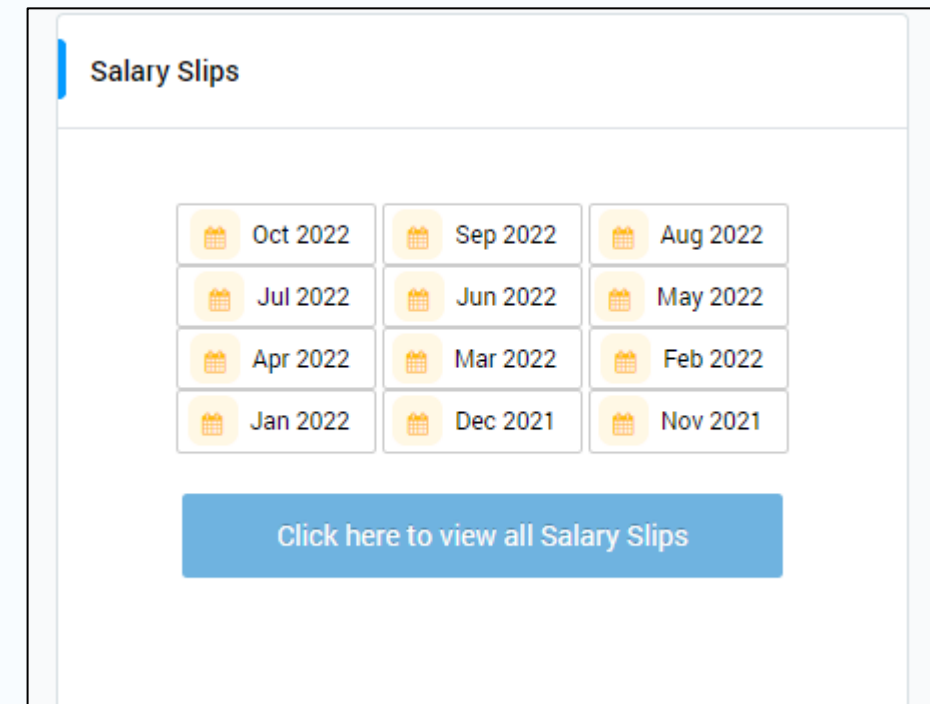 Salary Slips
Oct 2022 Sep 2022 Aug 2022
Jul 2022 Jun 2022 May 2022
Apr 2022 Mar 2022 Feb 2022
Jan 2022 Dec 2021 Nov 2021
Click here to view all Salary Slips